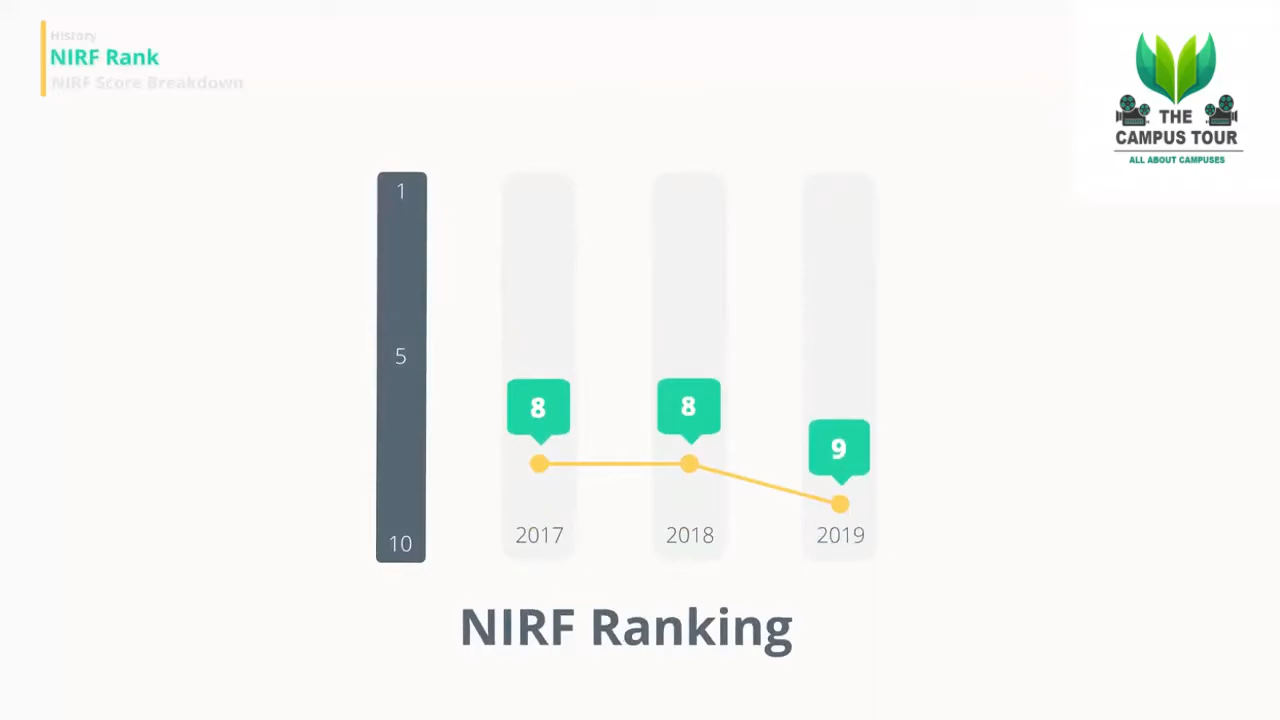 History
NIRF Rank
NIRF Score Breakdown
THE
CAMPUS TOUR
ALL ABOUT CAMPUSES
1
5
10
8
8
9
2017
2018
2019
NIRF Ranking